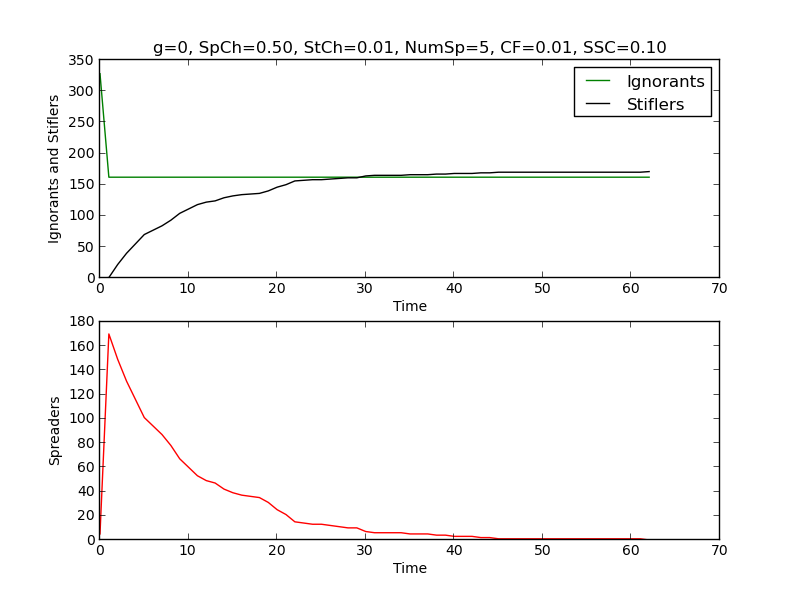 g=0, SpCh=0.50, StCh=0.01, NumSp=5, CF=0.01, SSC=0.10
350
300
250
200
150
100
50
0
Ignorants and Stiflers
Ignorants
Stiflers
0 10 20 30 40 50 60 70
Time
180
160
140
120
100
80
60
40
20
0
Spreaders
0 10 20 30 40 50 60 70
Time